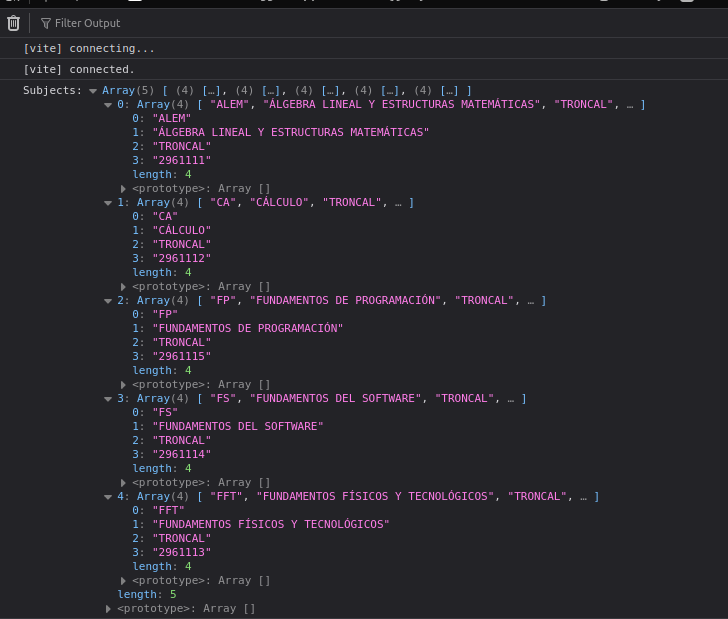 Filter Output
[vite] connecting...
[vite] connected.
Subjects: Array(5) [ (4) […], (4) […], (4) […], (4) […], (4) […] ]
0: Array(4) [ "ALEM", "ÁLGEBRA LINEAL Y ESTRUCTURAS MATEMÁTICAS", "TRONCAL", … ]
0: "ALEM"
1: "ÁLGEBRA LINEAL Y ESTRUCTURAS MATEMÁTICAS"
2: "TRONCAL"
3: "2961111"
length: 4
<prototype>: Array []
1: Array(4) [ "CA", "CÁLCULO", "TRONCAL", … ]
0: "CA"
1: "CÁLCULO"
2: "TRONCAL"
3: "2961112"
length: 4
<prototype>: Array []
2: Array(4) [ "FP", "FUNDAMENTOS DE PROGRAMACIÓN", "TRONCAL", … ]
0: "FP"
1: "FUNDAMENTOS DE PROGRAMACIÓN"
2: "TRONCAL"
3: "2961115"
length: 4
<prototype>: Array []
3: Array(4) [ "FS", "FUNDAMENTOS DEL SOFTWARE", "TRONCAL", … ]
0: "FS"
1: "FUNDAMENTOS DEL SOFTWARE"
2: "TRONCAL"
3: "2961114"
length: 4
<prototype>: Array []
4: Array(4) [ "FFT", "FUNDAMENTOS FÍSICOS Y TECNOLÓGICOS", "TRONCAL", … ]
0: "FFT"
1: "FUNDAMENTOS FÍSICOS Y TECNOLÓGICOS"
2: "TRONCAL"
3: "2961113"
length: 4
<prototype>: Array []
length: 5
<prototype>: Array []